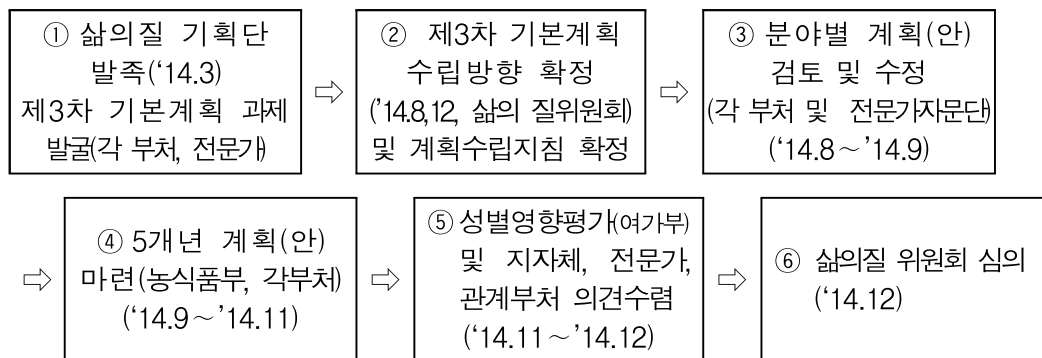 ① 삶의질 기획단
발족(‘14.3)
제3차 기본계획 과제
발굴(각 부처, 전문가)
⇨
② 제3차 기본계획
수립방향 확정
(’14.8,12, 삶의 질위원회)
및 계획수립지침 확정
⇨
③ 분야별 계획(안)
검토 및 수정
(각 부처 및 전문가자문단)
(‘14.8～’14.9)
⇨
④ 5개년 계획(안)
마련(농식품부, 각부처)
(‘14.9～’14.11)
⇨
⑤ 성별영향평가(여가부)
및 지자체, 전문가,
관계부처 의견수렴
(‘14.11～’14.12)
⇨
⑥ 삶의질 위원회 심의
(‘14.12)